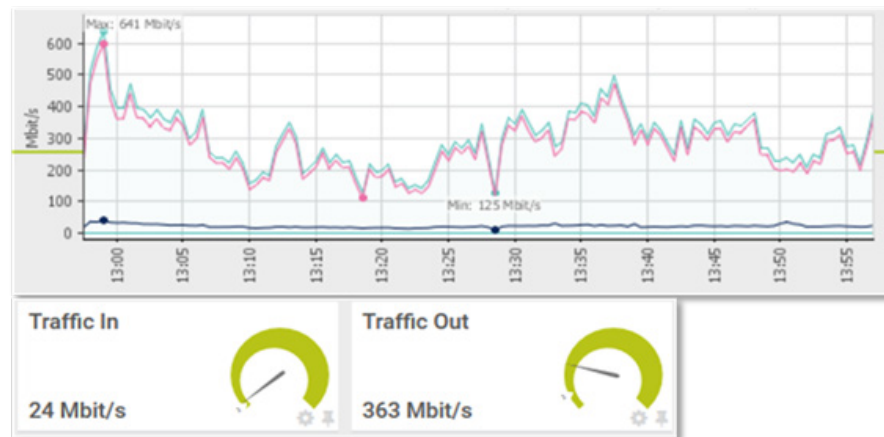 Max: 641 Mbit/s
600
500
400
300
200
100
0
Mbit/s
Min: 125 Mbit/s
13:00
13:05
13:10
13:15
13:20
13:25
13:30
13:35
13:40
13:45
13:50
13:55
Traffic In
24 Mbit/s
Traffic Out
363 Mbit/s